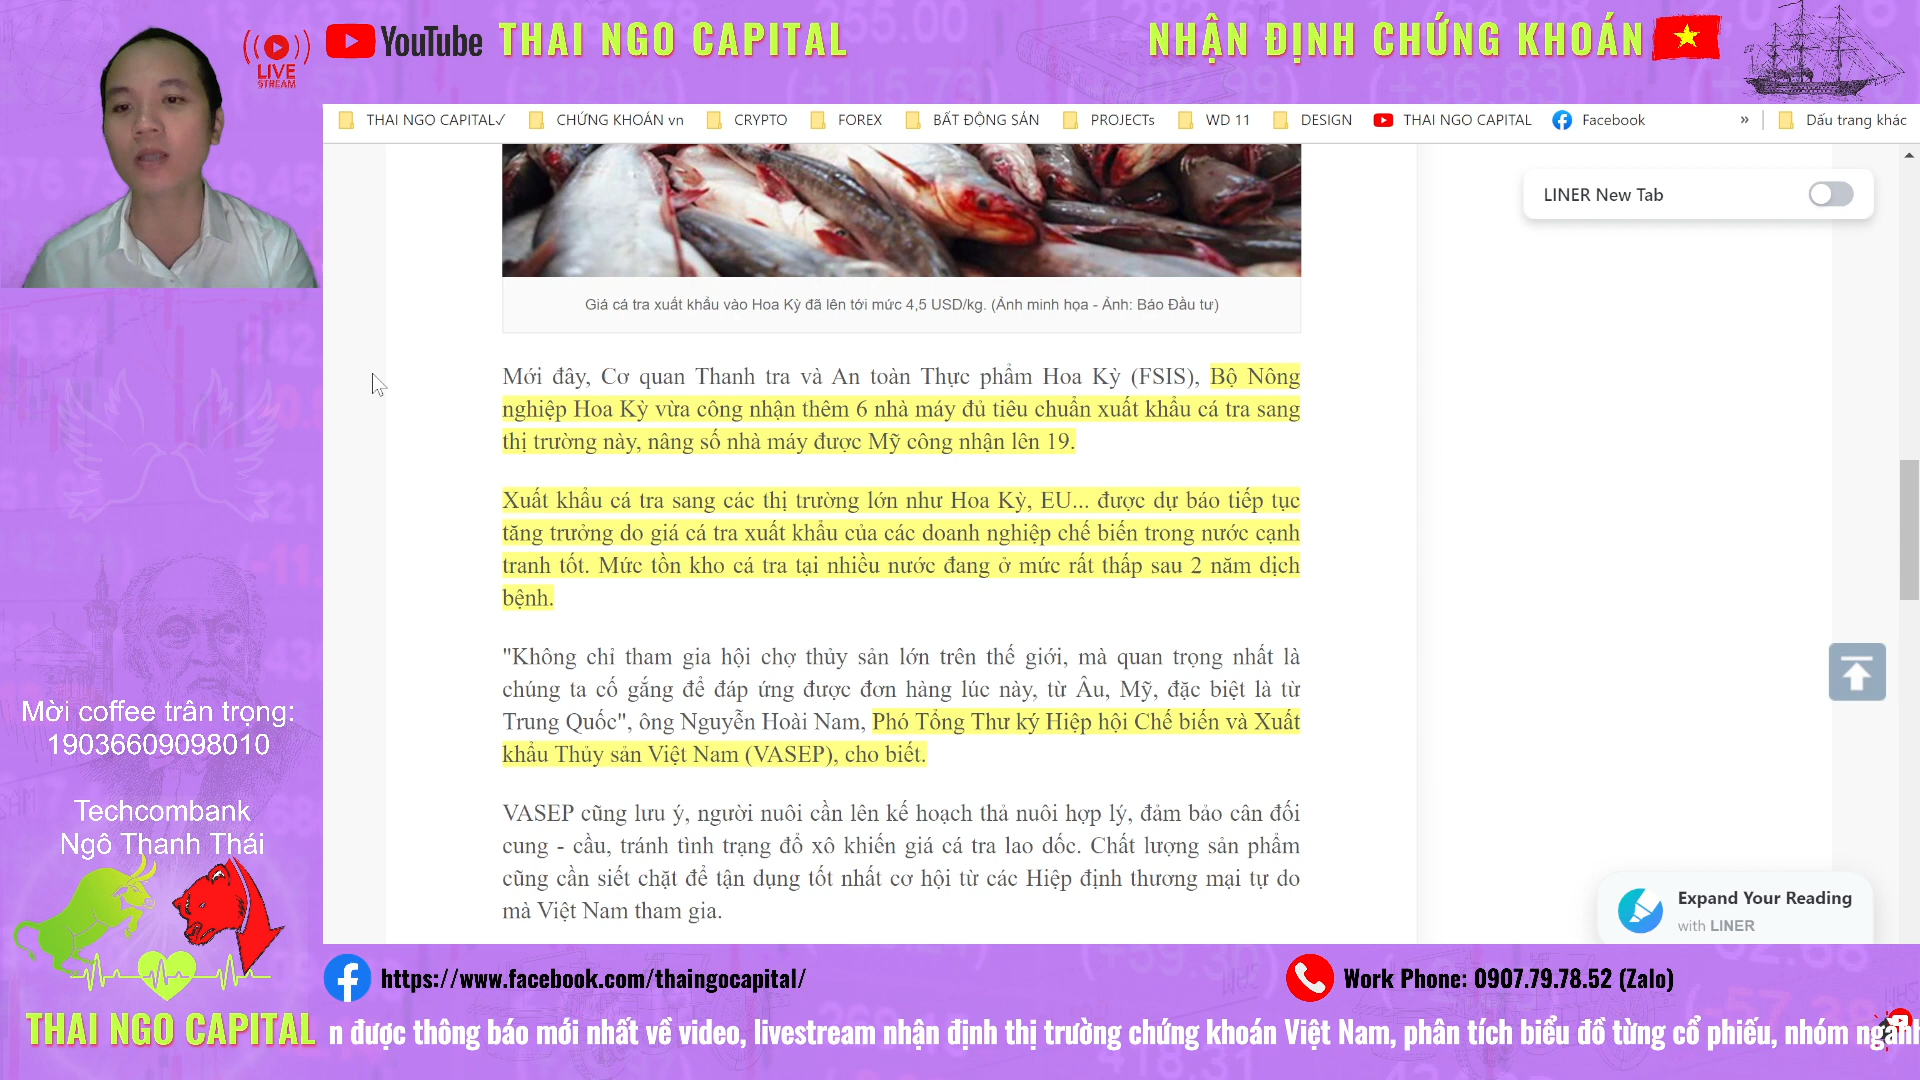 LIVE
STREAM
YouTube THAI NGO CAPITAL
NHẬN ĐỊNH CHỨNG KHOÁN
THAI NGO CAPITAL✓ CHỨNG KHOÁN vn CRYPTO FOREX BẤT ĐỘNG SẢN PROJECTs WD 11 DESIGN THAI NGO CAPITAL Facebook » Dấu trang khác
LINER New Tab
Giá cá tra xuất khẩu vào Hoa Kỳ đã lên tới mức 4,5 USD/kg. (Ảnh minh họa - Ảnh: Báo Đầu tư)
Mới đây, Cơ quan Thanh tra và An toàn Thực phẩm Hoa Kỳ (FSIS), Bộ Nông
nghiệp Hoa Kỳ vừa công nhận thêm 6 nhà máy đủ tiêu chuẩn xuất khẩu cá tra sang
thị trường này, nâng số nhà máy được Mỹ công nhận lên 19.
Xuất khẩu cá tra sang các thị trường lớn như Hoa Kỳ, EU... được dự báo tiếp tục
tăng trưởng do giá cá tra xuất khẩu của các doanh nghiệp chế biến trong nước cạnh
tranh tốt. Mức tồn kho cá tra tại nhiều nước đang ở mức rất thấp sau 2 năm dịch
bệnh.
"Không chỉ tham gia hội chợ thủy sản lớn trên thế giới, mà quan trọng nhất là
chúng ta cố gắng để đáp ứng được đơn hàng lúc này, từ Âu, Mỹ, đặc biệt là từ
Trung Quốc", ông Nguyễn Hoài Nam, Phó Tổng Thư ký Hiệp hội Chế biến và Xuất
khẩu Thủy sản Việt Nam (VASEP), cho biết.
VASEP cũng lưu ý, người nuôi cần lên kế hoạch thả nuôi hợp lý, đảm bảo cân đối
cung - cầu, tránh tình trạng đổ xô khiến giá cá tra lao dốc. Chất lượng sản phẩm
cũng cần siết chặt để tận dụng tốt nhất cơ hội từ các Hiệp định thương mại tự do
mà Việt Nam tham gia.
Expand Your Reading
with LINER
Mời coffee trân trọng:
19036609098010
Techcombank
Ngô Thanh Thái
https://www.facebook.com/thaingocapital/
Work Phone: 0907.79.78.52 (Zalo)
THAI NGO CAPITAL
n được thông báo mới nhất về video, livestream nhận định thị trường chứng khoán Việt Nam, phân tích biểu đồ từng cổ phiếu, nhóm ngành